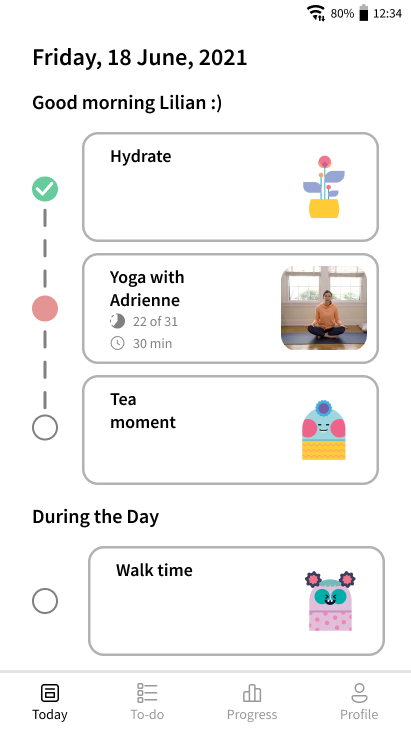 80% 12:34
Friday, 18 June, 2021
Good morning Lilian :)
Hydrate
Yoga with
Adrienne
22 of 31
30 min
Tea
moment
During the Day
Walk time
Today To-do Progress Profile